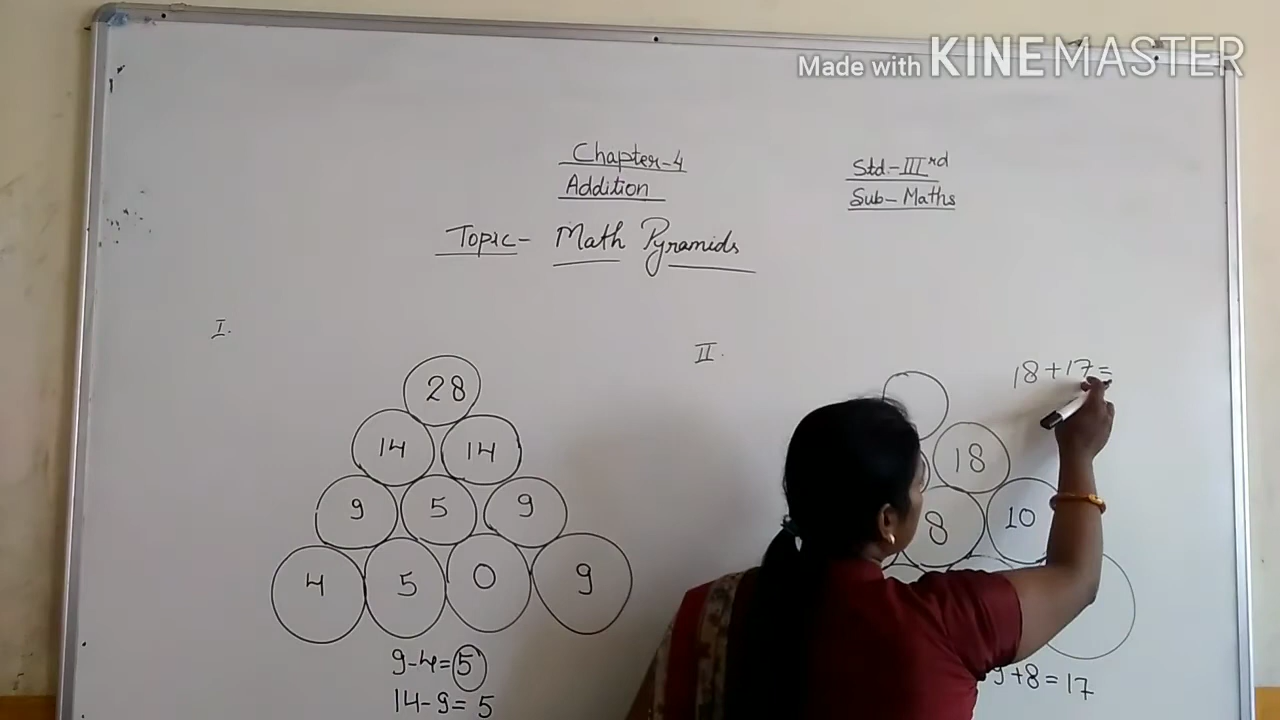 Made with KINEMASTER
Chapter-4
Addition
Std.-IIIrd
Sub-Maths
Topic- Math Pyramids
I.
28
14 14
9 5 9
4 5 0 9
9-4=5
14-9=5
II.
18+17=
18
8 10
9+8=17